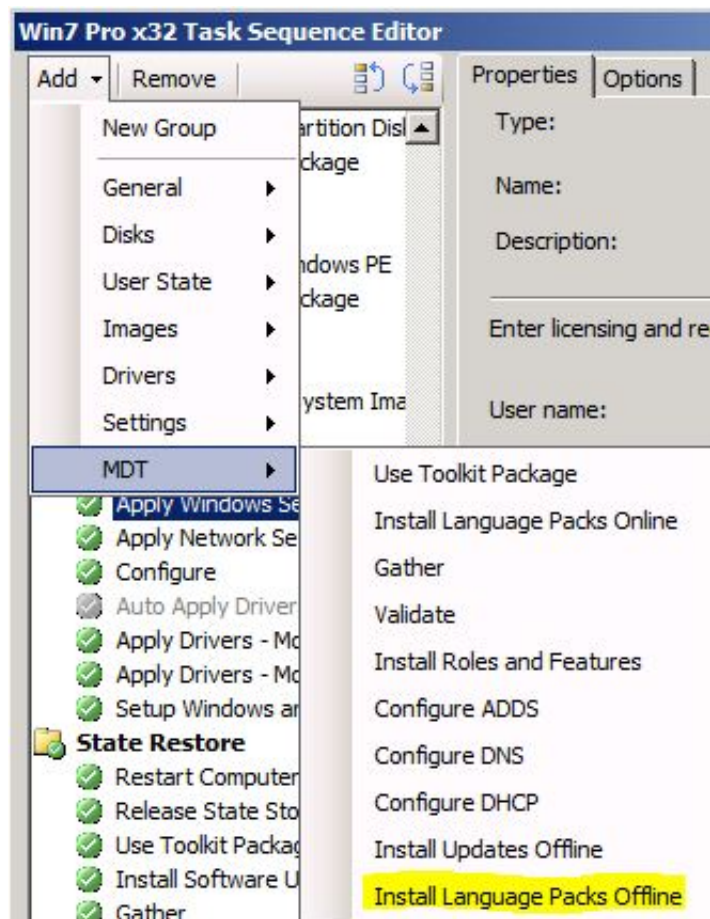 Win7 Pro x32 Task Sequence Editor
Add Remove
Properties Options
New Group
General
Disks
User State
Images
Drivers
Settings
MDT
Type:
Name:
Description:
Enter licensing and re
User name:
artition Disk
ckage
ndows PE
ckage
ystem Ima
Use Toolkit Package
Install Language Packs Online
Gather
Validate
Install Roles and Features
Configure ADDS
Configure DNS
Configure DHCP
Install Updates Offline
Install Language Packs Offline
Apply Windows Se
Apply Network Se
Configure
Auto Apply Driver
Apply Drivers - Mo
Apply Drivers - Mo
Setup Windows an
State Restore
Restart Computer
Release State Sto
Use Toolkit Packag
Install Software U
Gather